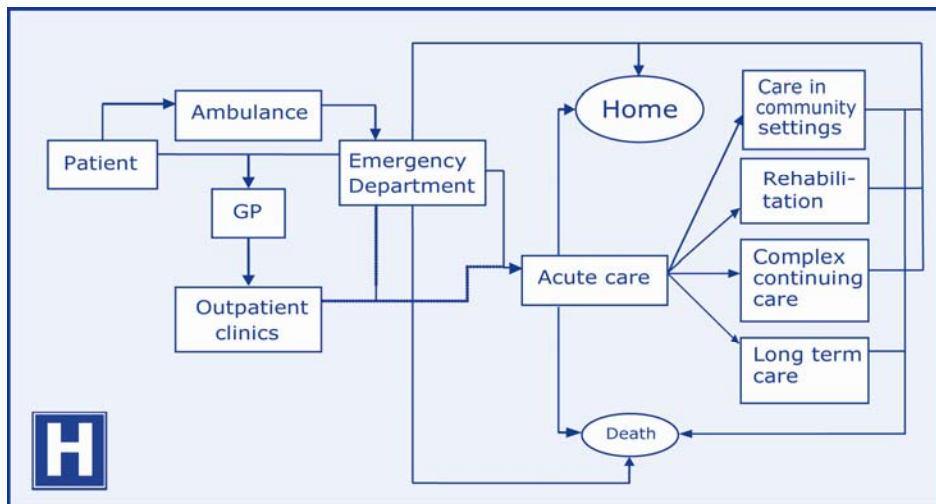 Ambulance
Patient
Emergency
Department
GP
Outpatient
clinics
Home
Acute care
Care in
community
settings
Rehabili-
tation
Complex
continuing
care
Long term
care
Death
H